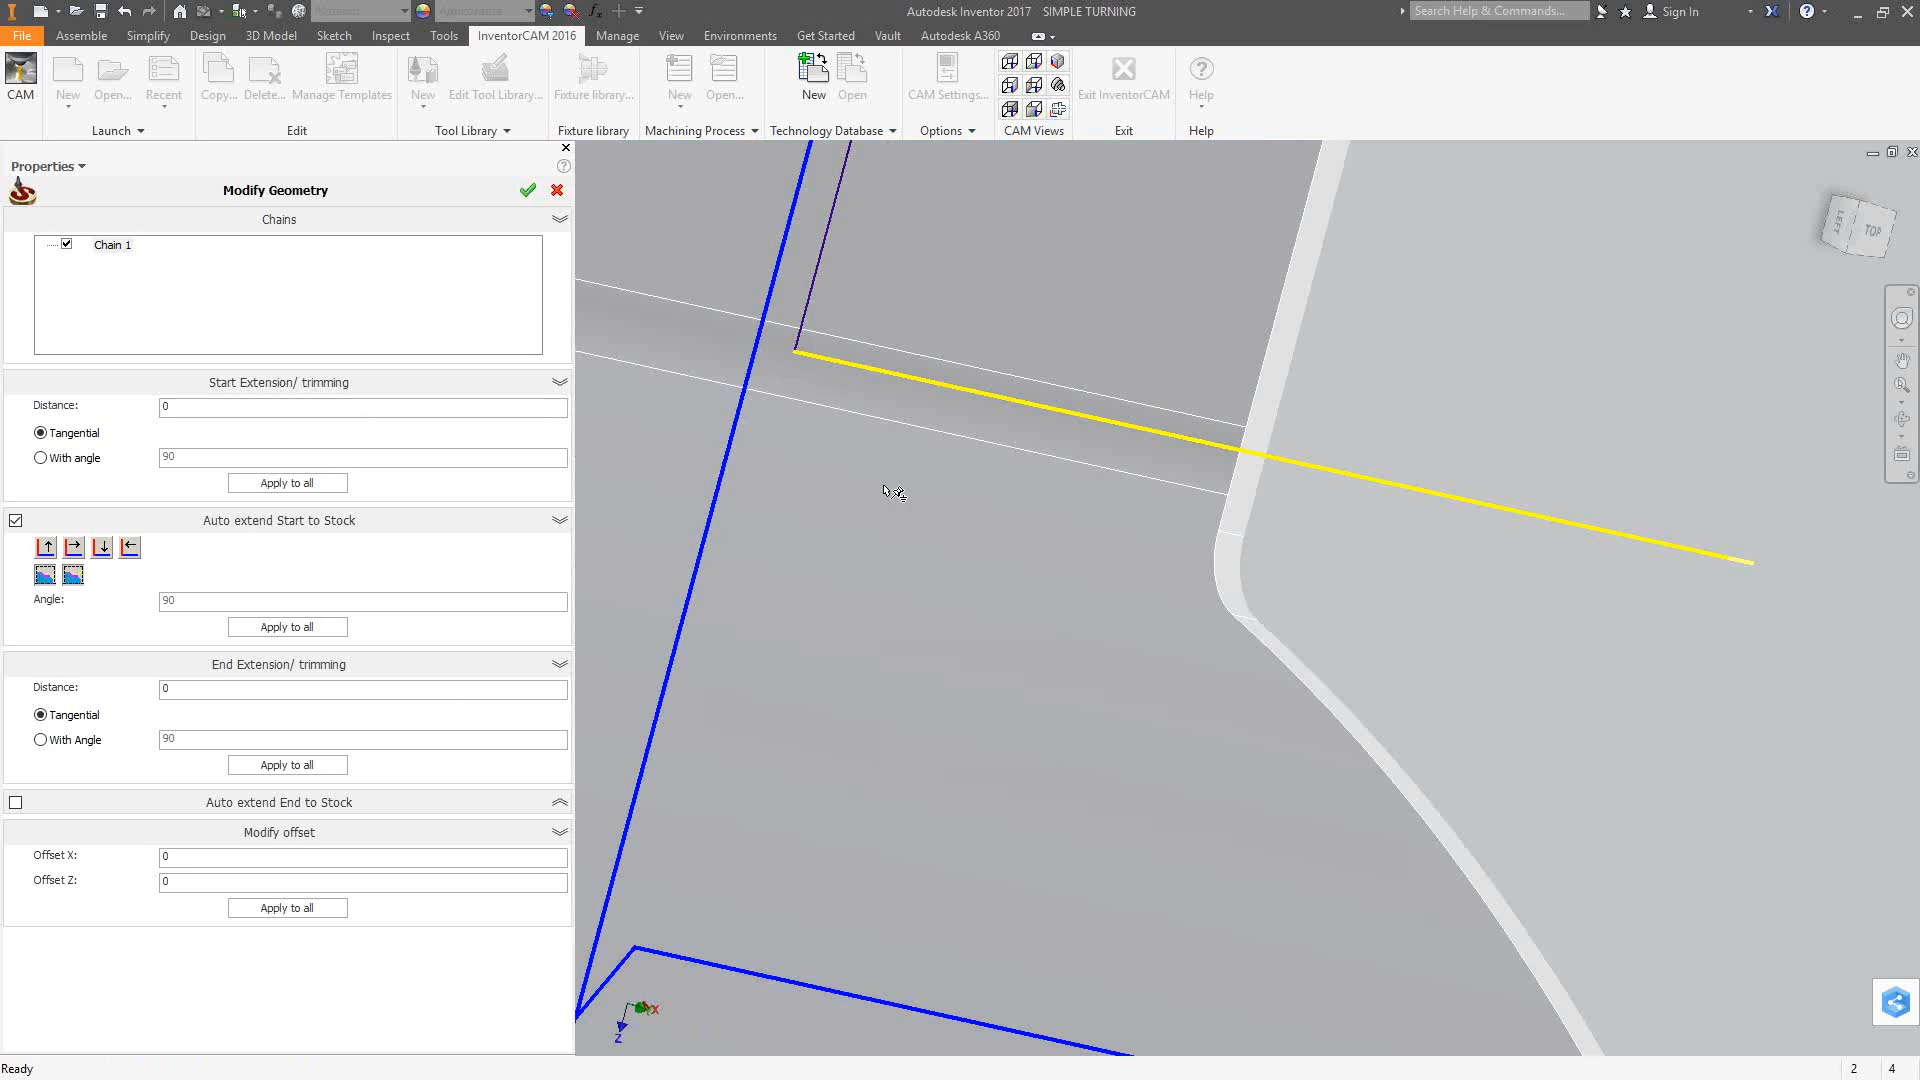 Autodesk Inventor 2017 SIMPLE TURNING
Search Help & Commands...
Sign In
File Assemble Simplify Design 3D Model Sketch Inspect Tools InventorCAM 2016 Manage View Environments Get Started Vault Autodesk A360
CAM New Open... Recent Copy... Delete... Manage Templates New Edit Tool Library... Fixture library... New Open... New Open CAM Settings... Exit InventorCAM Help
Launch Edit Tool Library Fixture library Machining Process Technology Database Options CAM Views Exit Help
Properties
Modify Geometry
Chains
Chain 1
Start Extension/ trimming
Distance: 0
Tangential
With angle 90
Apply to all
Auto extend Start to Stock
Angle: 90
Apply to all
End Extension/ trimming
Distance: 0
Tangential
With Angle 90
Apply to all
Auto extend End to Stock
Modify offset
Offset X: 0
Offset Z: 0
Apply to all
LEFT TOP
X
Z
Ready
2 4